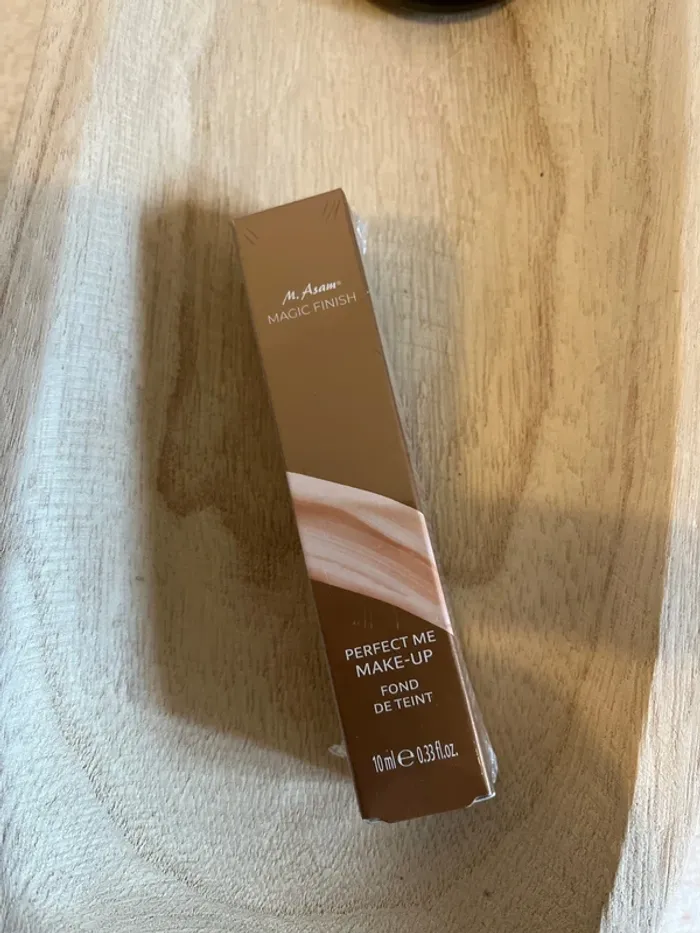 M. Asam®
MAGIC FINISH
PERFECT ME
MAKE-UP
FOND
DE TEINT
10 ml ℮ 0.33 fl.oz.